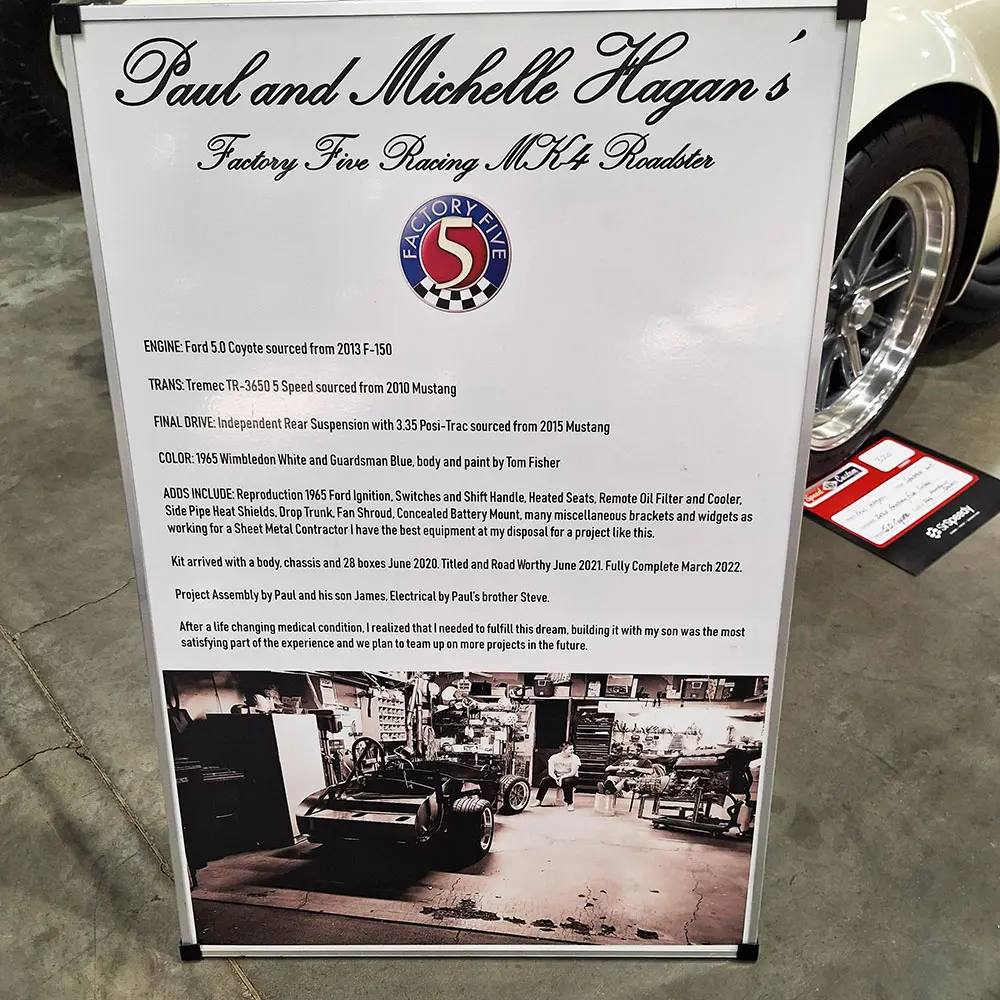 Paul and Michelle Hagan's
Factory Five Racing MK4 Roadster
FACTORY FIVE
5
ENGINE: Ford 5.0 Coyote sourced from 2013 F-150
TRANS: Tremec TR-3650 5 Speed sourced from 2010 Mustang
FINAL DRIVE: Independent Rear Suspension with 3.35 Posi-Trac sourced from 2015 Mustang
COLOR: 1965 Wimbledon White and Guardsman Blue, body and paint by Tom Fisher
ADDS INCLUDE: Reproduction 1965 Ford Ignition, Switches and Shift Handle, Heated Seats, Remote Oil Filter and Cooler,
Side Pipe Heat Shields, Drop Trunk, Fan Shroud, Concealed Battery Mount, many miscellaneous brackets and widgets as
working for a Sheet Metal Contractor I have the best equipment at my disposal for a project like this.
Kit arrived with a body, chassis and 28 boxes June 2020. Titled and Road Worthy June 2021. Fully Complete March 2022.
Project Assembly by Paul and his son James, Electrical by Paul's brother Steve.
After a life changing medical condition, I realized that I needed to fulfill this dream, building it with my son was the most
satisfying part of the experience and we plan to team up on more projects in the future.
Speed Custom
SirSpeedy